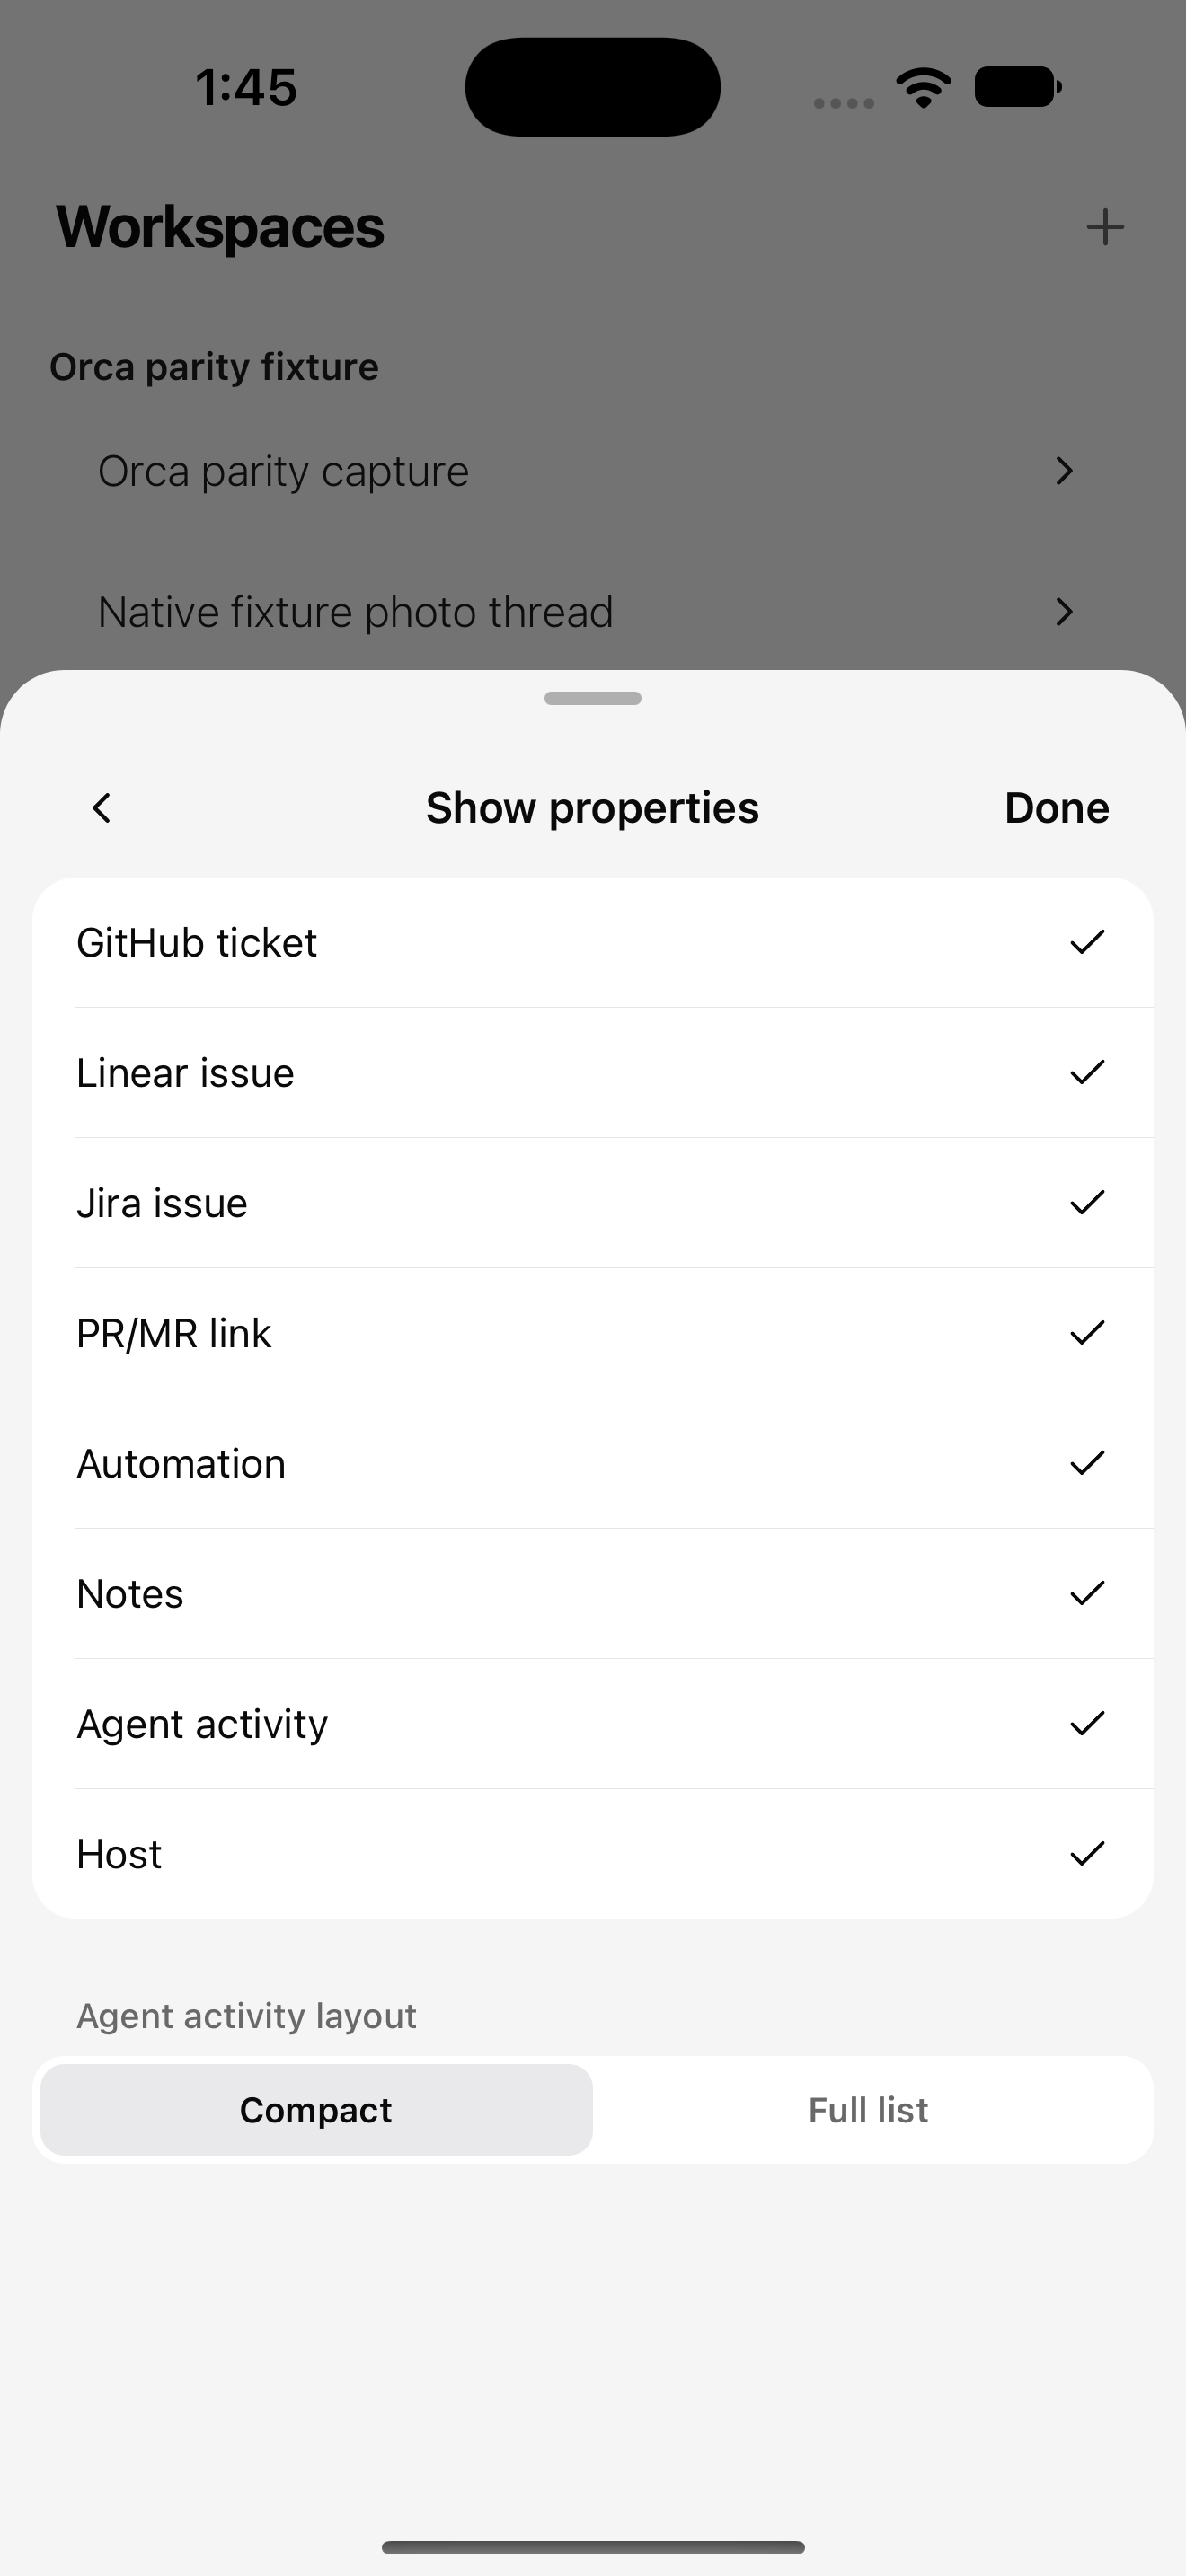 1:45
Workspaces
Orca parity fixture
Orca parity capture
Native fixture photo thread
Show properties
Done
GitHub ticket
Linear issue
Jira issue
PR/MR link
Automation
Notes
Agent activity
Host
Agent activity layout
Compact
Full list